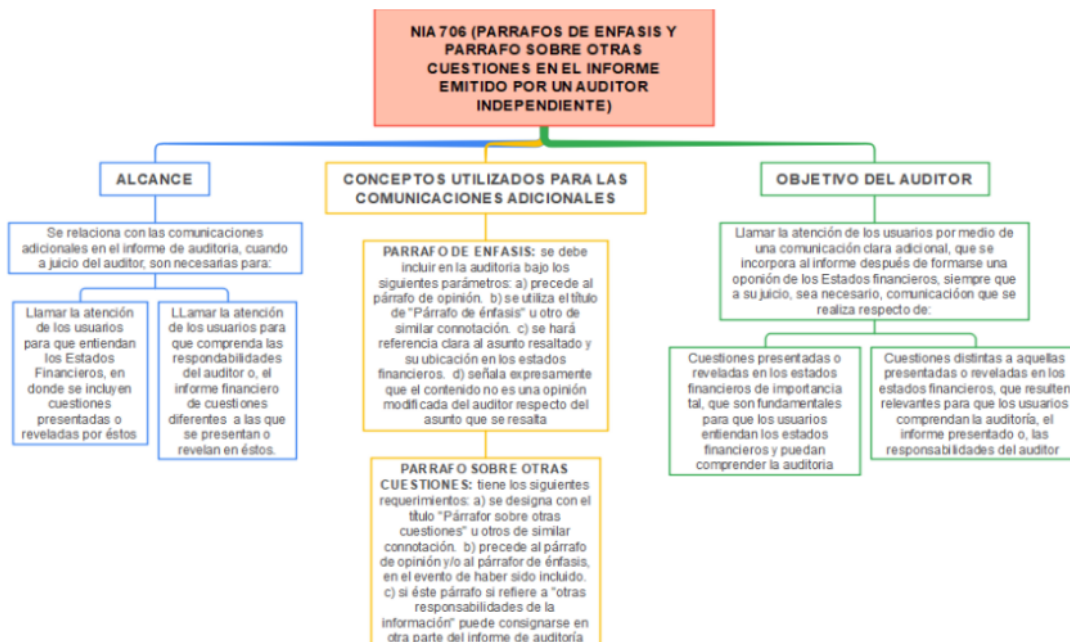 NIA 706 (PARRAFOS DE ENFASIS Y
PARRAFO SOBRE OTRAS
CUESTIONES EN EL INFORME
EMITIDO POR UN AUDITOR
INDEPENDIENTE)
ALCANCE
Se relaciona con las comunicaciones
adicionales en el informe de auditoria, cuando
a juicio del auditor, son necesarias para:
Llamar la atención
de los usuarios
para que entiendan
los Estados
Financieros, en
donde se incluyen
cuestiones
presentadas o
reveladas por éstos
LLamar la atención
de los usuarios para
que comprenda las
respondabilidades
del auditor o, el
informe financiero
de cuestiones
diferentes a las que
se presentan o
revelan en éstos.
CONCEPTOS UTILIZADOS PARA LAS
COMUNICACIONES ADICIONALES
PARRAFO DE ENFASIS: se debe
incluir en la auditoria bajo los
siguientes parámetros: a) precede al
párrafo de opinión. b) se utiliza el título
de "Párrafo de énfasis" u otro de
similar connotación. c) se hará
referencia clara al asunto resaltado y
su ubicación en los estados
financieros. d) señala expresamente
que el contenido no es una opinión
modificada del auditor respecto del
asunto que se resalta
PARRAFO SOBRE OTRAS
CUESTIONES: tiene los siguientes
requerimientos: a) se designa con el
título "Párrafor sobre otras
cuestiones" u otros de similar
connotación. b) precede al párrafo
de opinión y/o al párrafor de énfasis,
en el evento de haber sido incluido.
c) si éste párrafo si refiere a "otras
responsabilidades de la
información" puede consignarse en
otra parte del informe de auditoría
OBJETIVO DEL AUDITOR
Llamar la atención de los usuarios por medio de
una comunicación clara adicional, que se
incorpora al informe después de formarse una
oponión de los Estados financieros, siempre que
a su juicio, sea necesario, comunicacióon que se
realiza respecto de:
Cuestiones presentadas o
reveladas en los estados
financieros de importancia
tal, que son fundamentales
para que los usuarios
entiendan los estados
financieros y puedan
comprender la auditoria
Cuestiones distintas a aquellas
presentadas o reveladas en los
estados financieros, que resulten
relevantes para que los usuarios
comprendan la auditoría, el
informe presentado o, las
responsabilidades del auditor